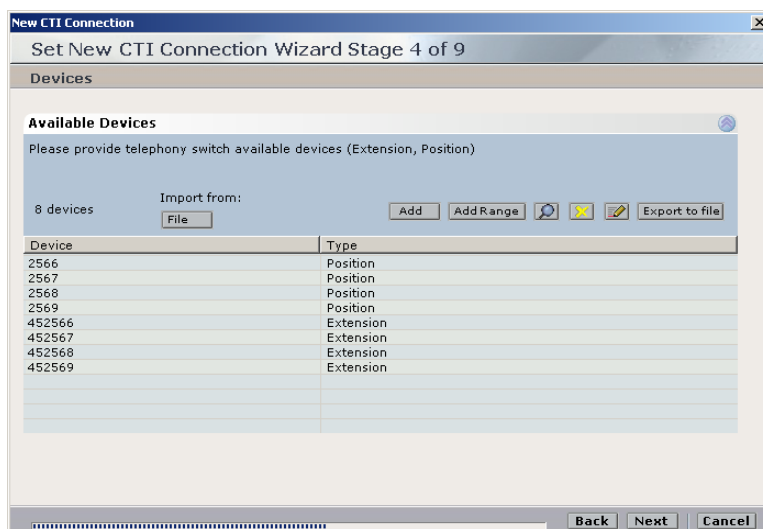 New CTI Connection
Set New CTI Connection Wizard Stage 4 of 9
Devices
Available Devices
Please provide telephony switch available devices (Extension, Position)
8 devices
Import from:
File
Add
Add Range
Export to file
Device Type
2566 Position
2567 Position
2568 Position
2569 Position
452566 Extension
452567 Extension
452568 Extension
452569 Extension
Back Next Cancel